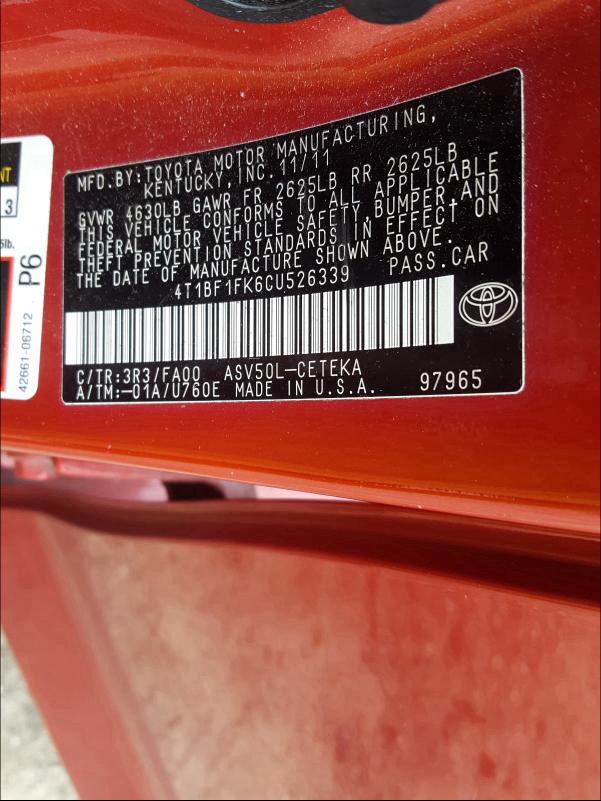 MFD.BY:TOYOTA MOTOR MANUFACTURING,
KENTUCKY, INC. 11/11
GVWR 4630LB GAWR FR 2625LB RR 2625LB
THIS VEHICLE CONFORMS TO ALL APPLICABLE
FEDERAL MOTOR VEHICLE SAFETY,BUMPER,AND
THEFT PREVENTION STANDARDS IN EFFECT ON
THE DATE OF MANUFACTURE SHOWN ABOVE.
4T1BF1FK6CU526339 PASS.CAR
C/TR:3R3/FA00 ASV50L-CETEKA
A/TM:-01A/U760E MADE IN U.S.A. 97965
NT
3
5lb.
P6
42661-06712